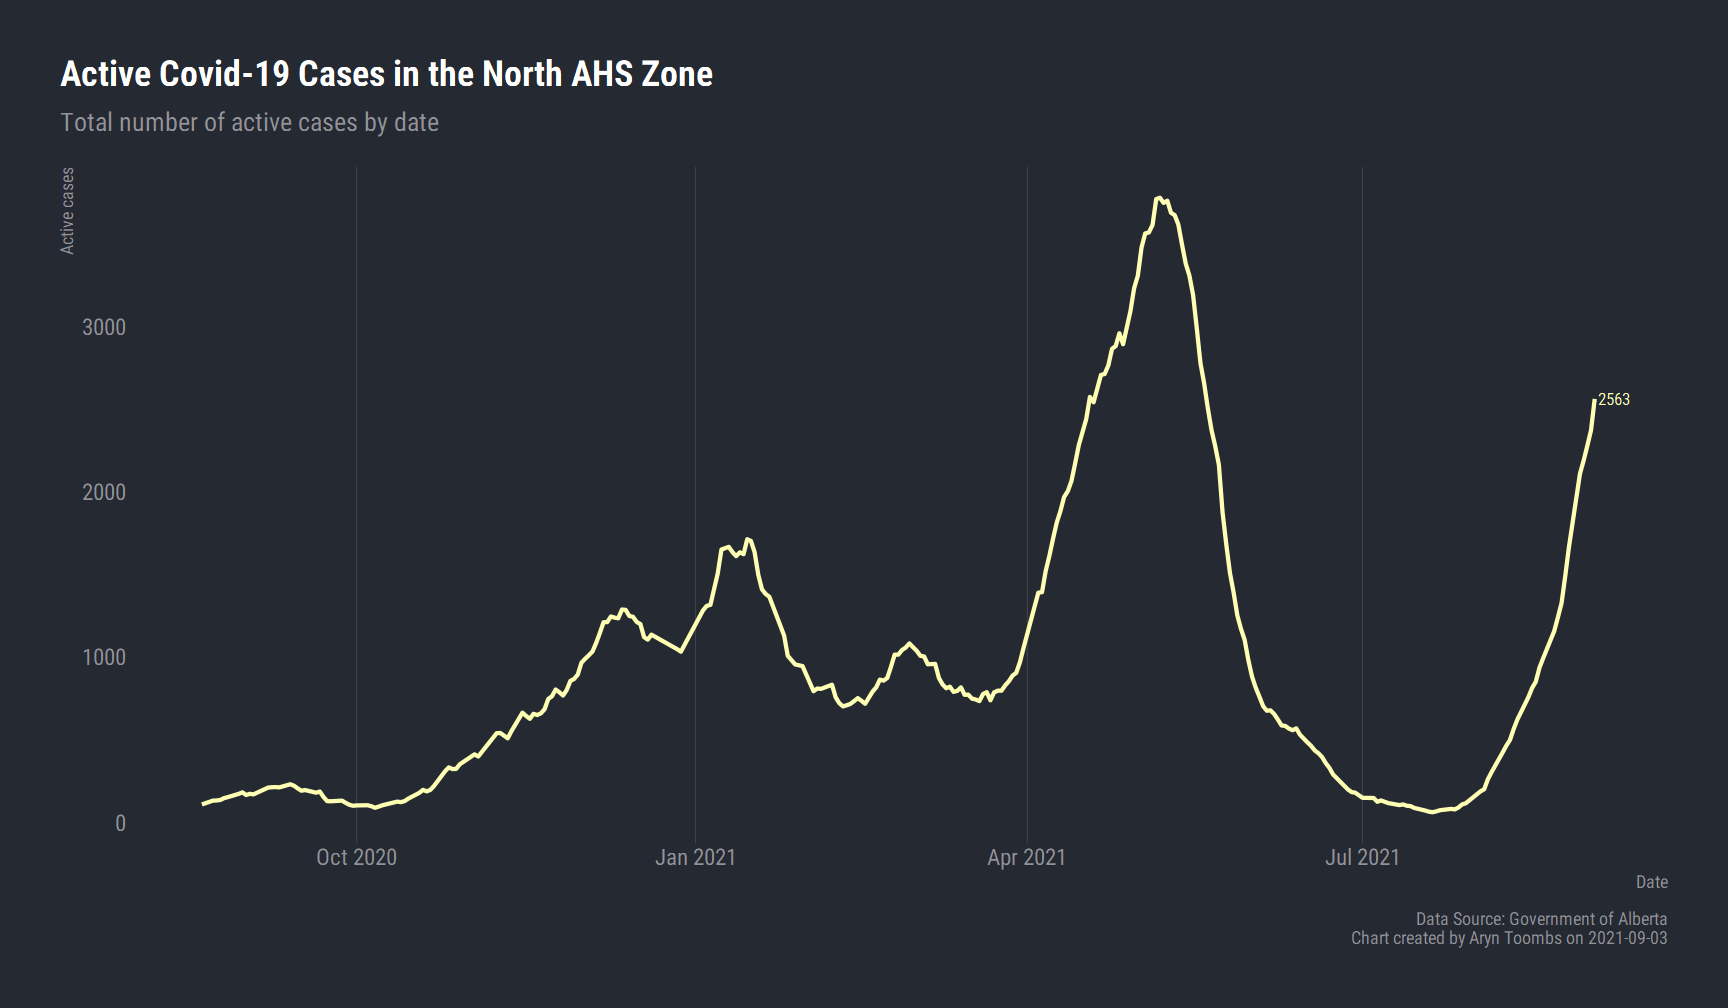 Active Covid-19 Cases in the North AHS Zone
Total number of active cases by date
Active cases
3000
2000
1000
0
2563
Oct 2020
Jan 2021
Apr 2021
Jul 2021
Date
Data Source: Government of Alberta
Chart created by Aryn Toombs on 2021-09-03